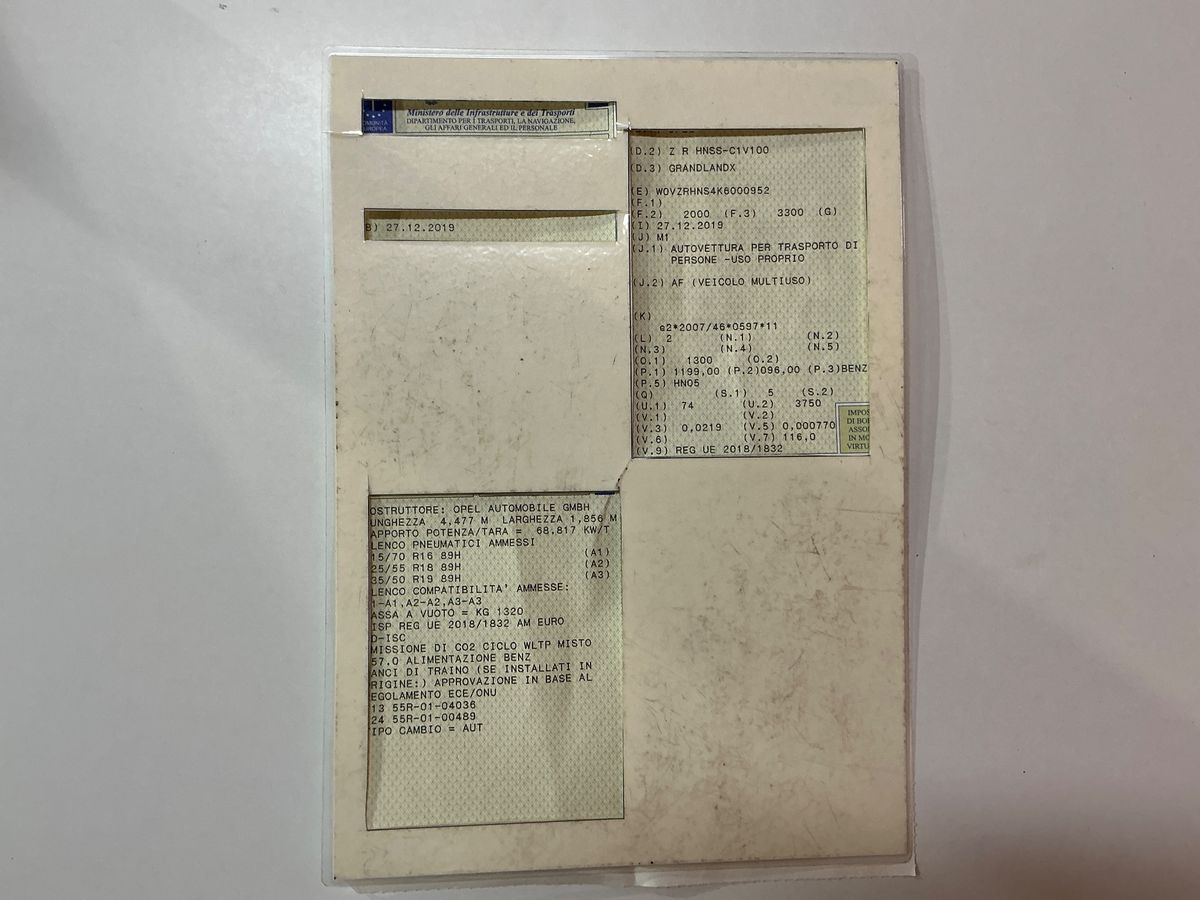 OMUNITÀ
EUROPEA
Ministero delle Infrastrutture e dei Trasporti
DIPARTIMENTO PER I TRASPORTI, LA NAVIGAZIONE,
GLI AFFARI GENERALI ED IL PERSONALE
B) 27.12.2019
(D.2) Z R HNSS-C1V100
(D.3) GRANDLANDX
(E) W0VZRHNS4K6000952
(F.1)
(F.2) 2000 (F.3) 3300 (G)
(I) 27.12.2019
(J) M1
(J.1) AUTOVETTURA PER TRASPORTO DI
PERSONE -USO PROPRIO
(J.2) AF (VEICOLO MULTIUSO)
(K)
e2*2007/46*0597*11
(L) 2 (N.1) (N.2)
(N.3) (N.4) (N.5)
(O.1) 1300 (O.2)
(P.1) 1199,00 (P.2)096,00 (P.3)BENZ
(P.5) HN05
(Q) (S.1) 5 (S.2)
(U.1) 74 (U.2) 3750
(V.1) (V.2)
(V.3) 0,0219 (V.5) 0,000770
(V.6) (V.7) 116,0
(V.9) REG UE 2018/1832
IMPOS
DI BOL
ASSOL
IN MO
VIRTU
OSTRUTTORE: OPEL AUTOMOBILE GMBH
UNGHEZZA 4,477 M LARGHEZZA 1,856 M
APPORTO POTENZA/TARA = 68.817 KW/T
LENCO PNEUMATICI AMMESSI
15/70 R16 89H (A1)
25/55 R18 89H (A2)
35/50 R19 89H (A3)
LENCO COMPATIBILITA' AMMESSE:
1-A1,A2-A2,A3-A3
ASSA A VUOTO = KG 1320
ISP REG UE 2018/1832 AM EURO
D-ISC
MISSIONE DI CO2 CICLO WLTP MISTO
57.0 ALIMENTAZIONE BENZ
ANCI DI TRAINO (SE INSTALLATI IN
RIGINE:) APPROVAZIONE IN BASE AL
EGOLAMENTO ECE/ONU
13 55R-01-04036
24 55R-01-00489
IPO CAMBIO = AUT